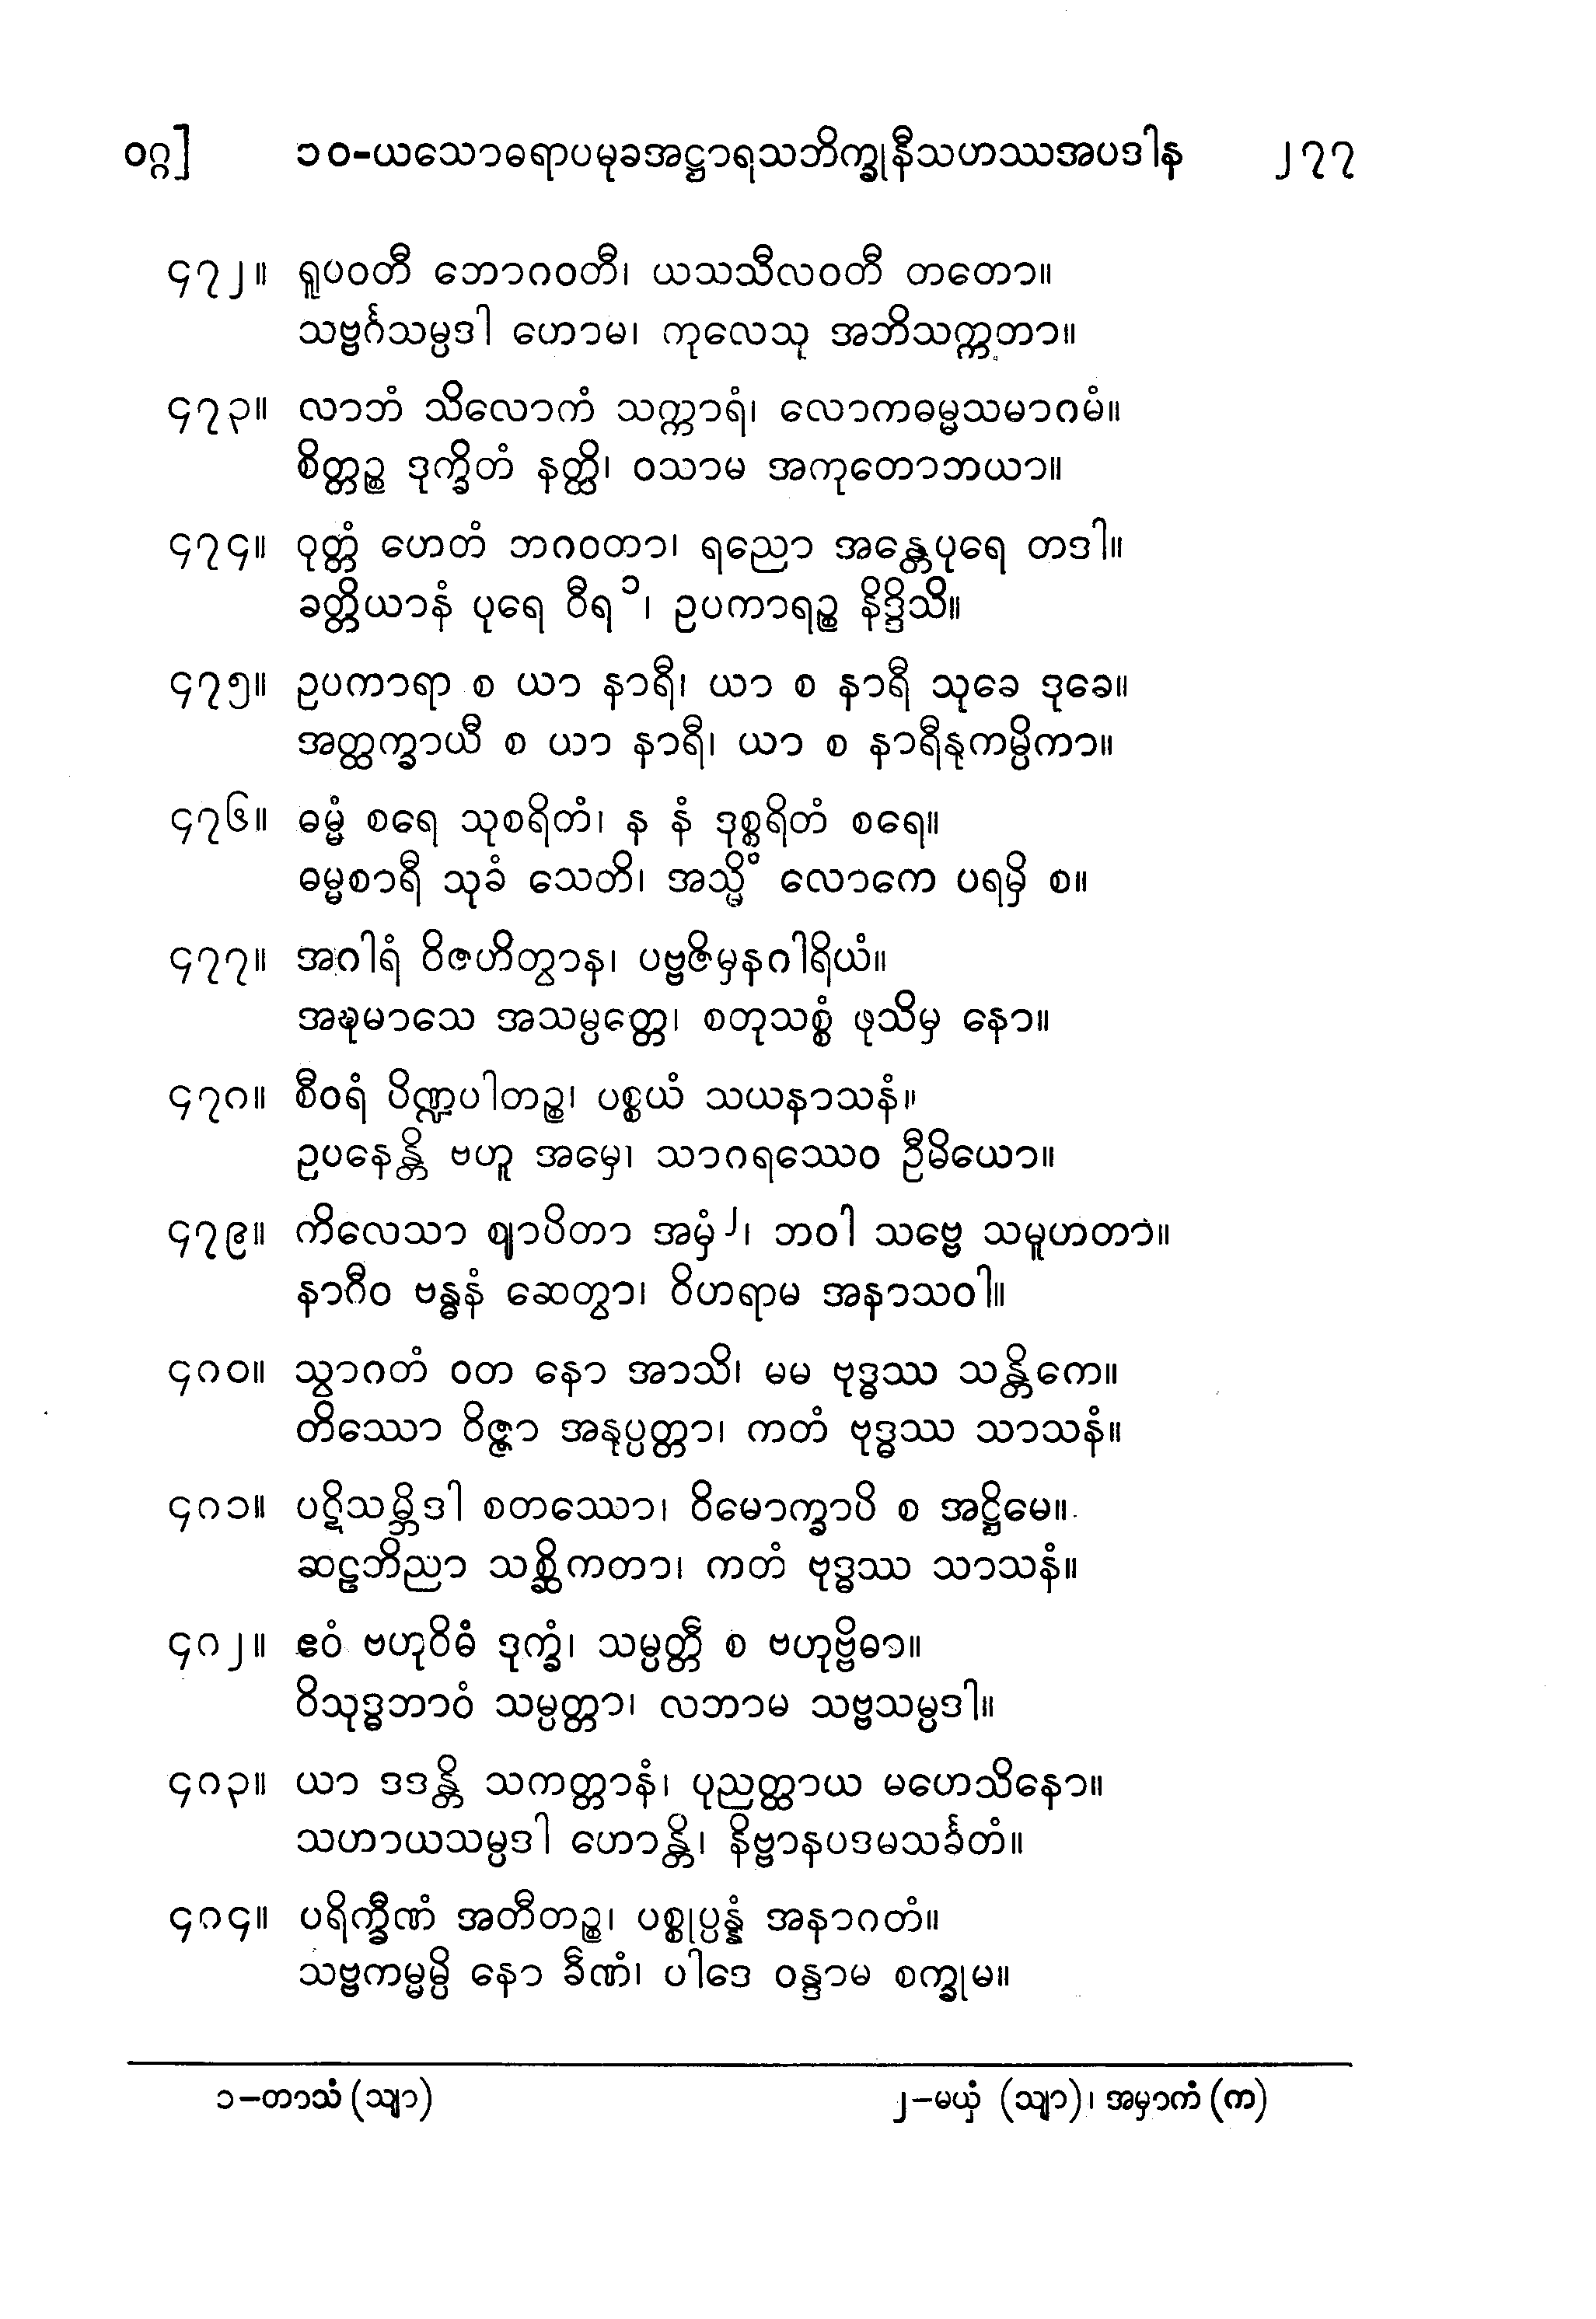 ဝဂ္ဂ] ၁၀-ယသောဓရာပမုခအဋ္ဌာရသဘိက္ခုနီသဟဿအပဒါန ၂၇၇
၄၇၂။ ရူပဝတီ ဘောဂဝတီ၊ ယသသီလဝတီ တတော။
သဗ္ဗင်္ဂသမ္ပဒါ ဟောမ၊ ကုလေသု အဘိသက္ကတာ။
၄၇၃။ လာဘံ သိလောကံ သက္ကာရံ၊ လောကဓမ္မသမာဂမံ။
စိတ္တဉ္စ ဒုက္ခိတံ နတ္ထိ၊ ဝသာမ အကုတောဘယာ။
၄၇၄။ ဝုတ္တံ ဟေတံ ဘဂဝတာ၊ ရညော အန္တေပုရေ တဒါ။
ခတ္တိယာနံ ပုရေ ဝီရ ၁၊ ဥပကာရဉ္စ နိဒ္ဒိသိ။
၄၇၅။ ဥပကာရာ စ ယာ နာရီ၊ ယာ စ နာရီ သုခေ ဒုခေ။
အတ္ထက္ခာယီ စ ယာ နာရီ၊ ယာ စ နာရီနုကမ္ပိကာ။
၄၇၆။ ဓမ္မံ စရေ သုစရိတံ၊ န နံ ဒုစ္စရိတံ စရေ။
ဓမ္မစာရီ သုခံ သေတိ၊ အသ္မိံ လောကေ ပရမှိ စ။
၄၇၇။ အဂါရံ ဝိဇဟိတွာန၊ ပဗ္ဗဇိမှနဂါရိယံ။
အဍ္ဎမာသေ အသမ္ပတ္တေ၊ စတုသစ္စံ ဖုသိမှ နော။
၄၇၈။ စီဝရံ ပိဏ္ဍပါတဉ္စ၊ ပစ္စယံ သယနာသနံ။
ဥပနေန္တိ ဗဟူ အမှေ၊ သာဂရဿေဝ ဦမိယော။
၄၇၉။ ကိလေသာ ဈာပိတာ အမှံ ၂၊ ဘဝါ သဗ္ဗေ သမူဟတာ။
နာဂီဝ ဗန္ဓနံ ဆေတွာ၊ ဝိဟရာမ အနာသဝါ။
၄၈၀။ သွာဂတံ ဝတ နော အာသိ၊ မမ ဗုဒ္ဓဿ သန္တိကေ။
တိဿော ဝိဇ္ဇာ အနုပ္ပတ္တာ၊ ကတံ ဗုဒ္ဓဿ သာသနံ။
၄၈၁။ ပဋိသမ္ဘိဒါ စတဿော၊ ဝိမောက္ခာပိ စ အဋ္ဌိမေ။
ဆဠဘိညာ သစ္ဆိကတာ၊ ကတံ ဗုဒ္ဓဿ သာသနံ။
၄၈၂။ ဧဝံ ဗဟုဝိဓံ ဒုက္ခံ၊ သမ္ပတ္တီ စ ဗဟုဗ္ဗိဓာ။
ဝိသုဒ္ဓဘာဝံ သမ္ပတ္တာ၊ လဘာမ သဗ္ဗသမ္ပဒါ။
၄၈၃။ ယာ ဒဒန္တိ သကတ္တာနံ၊ ပုညတ္ထာယ မဟေသိနော။
သဟာယသမ္ပဒါ ဟောန္တိ၊ နိဗ္ဗာနပဒမသင်္ခတံ။
၄၈၄။ ပရိက္ခီဏံ အတီတဉ္စ၊ ပစ္စုပ္ပန္နံ အနာဂတံ။
သဗ္ဗကမ္မမ္ပိ နော ခီဏံ၊ ပါဒေ ဝန္ဒာမ စက္ခုမ။
၁-တာသံ (သျာ) ၂-မယှံ (သျာ)၊ အမှာကံ (က)